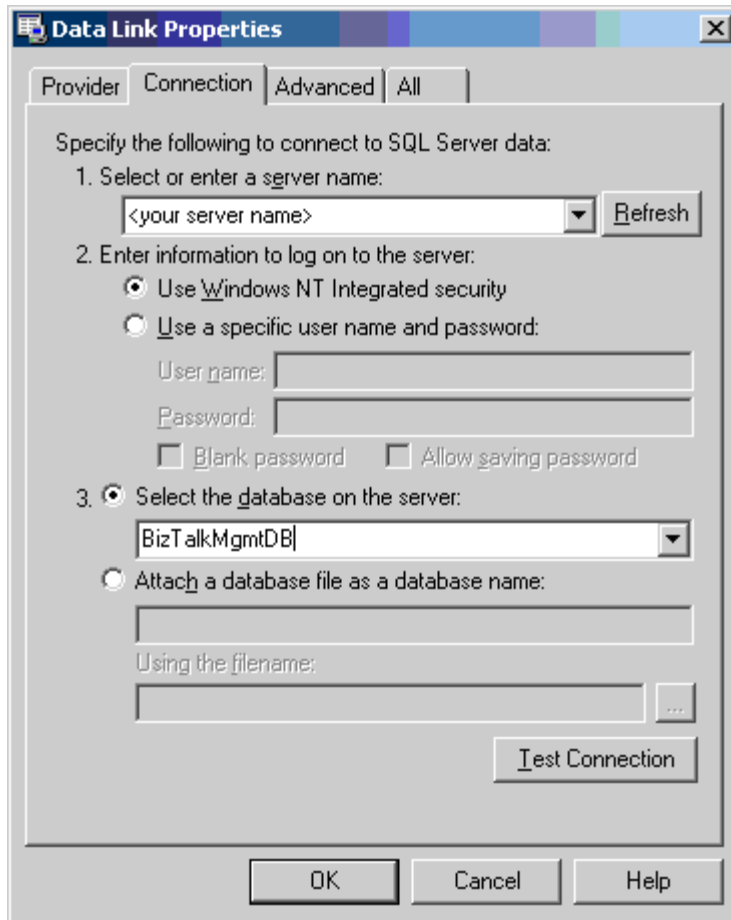 Data Link Properties
Provider Connection Advanced All
Specify the following to connect to SQL Server data:
1. Select or enter a server name:
<your server name> Refresh
2. Enter information to log on to the server:
Use Windows NT Integrated security
Use a specific user name and password:
User name:
Password:
Blank password Allow saving password
3. Select the database on the server:
BizTalkMgmtDB
Attach a database file as a database name:
Using the filename:
...
Test Connection
OK Cancel Help